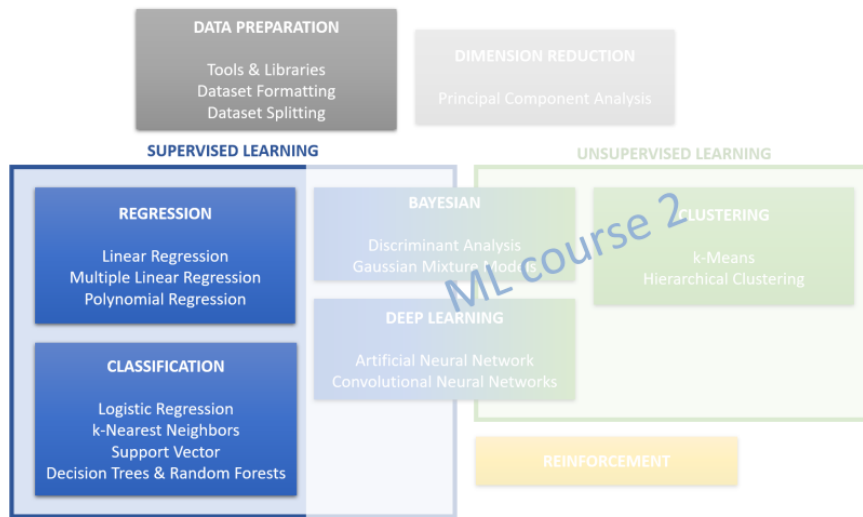 DATA PREPARATION
Tools & Libraries
Dataset Formatting
Dataset Splitting
DIMENSION REDUCTION
Principal Component Analysis
SUPERVISED LEARNING
UNSUPERVISED LEARNING
REGRESSION
Linear Regression
Multiple Linear Regression
Polynomial Regression
BAYESIAN
Discriminant Analysis
Gaussian Mixture Models
CLUSTERING
k-Means
Hierarchical Clustering
ML course 2
DEEP LEARNING
Artificial Neural Network
Convolutional Neural Networks
CLASSIFICATION
Logistic Regression
k-Nearest Neighbors
Support Vector
Decision Trees & Random Forests
REINFORCEMENT